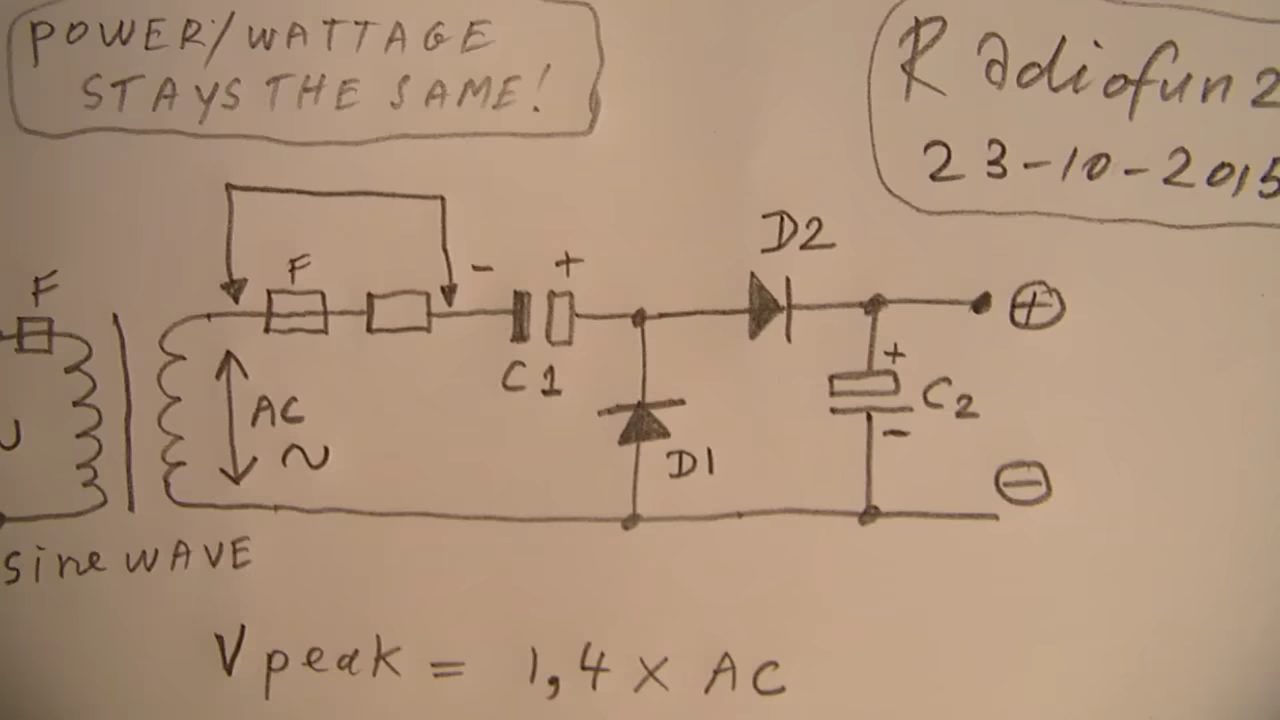 POWER/WATTAGE
STAYS THE SAME!
Radiofun2
23-10-2015
D2
F
F
-
+
+
C1
+
C2
-
AC
~
D1
-
sine WAVE
Vpeak = 1,4 x AC